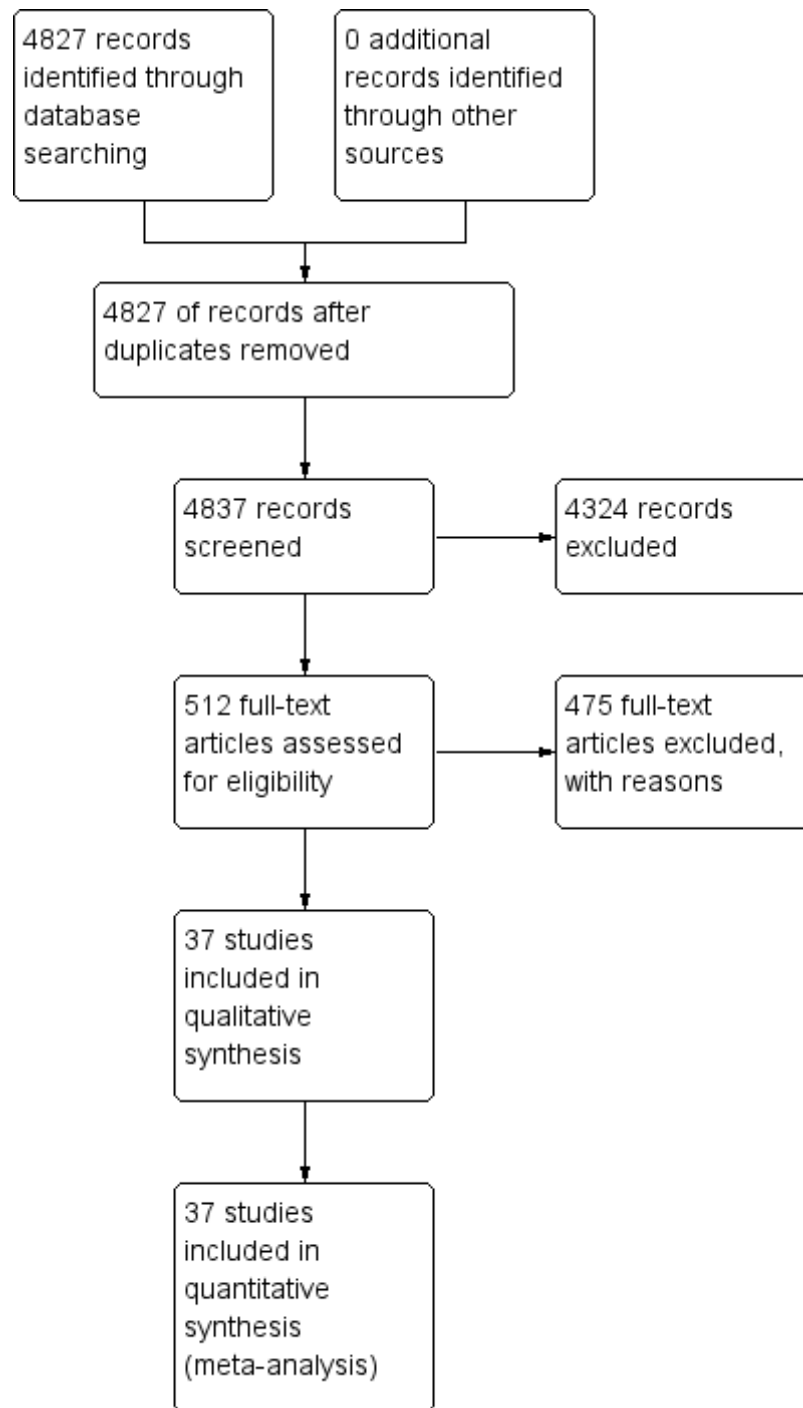 4827 records
identified through
database
searching
0 additional
records identified
through other
sources
4827 of records after
duplicates removed
4837 records
screened
4324 records
excluded
512 full-text
articles assessed
for eligibility
475 full-text
articles excluded,
with reasons
37 studies
included in
qualitative
synthesis
37 studies
included in
quantitative
synthesis
(meta-analysis)